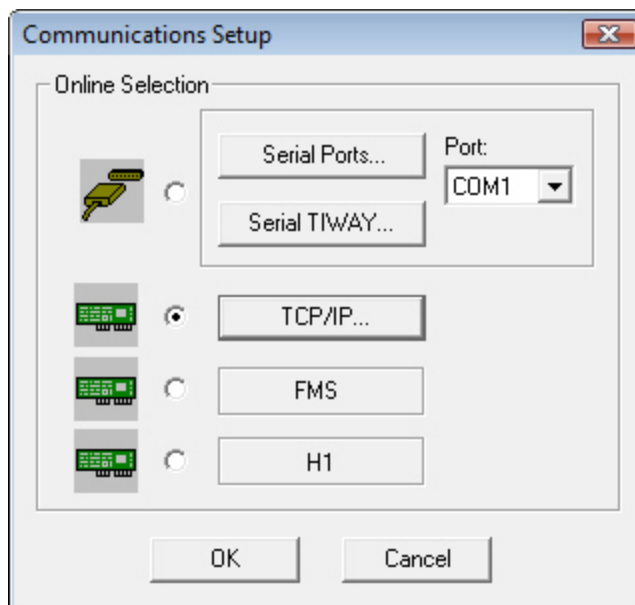 Communications Setup
Online Selection
Serial Ports...
Port:
COM1
Serial TIWAY...
TCP/IP...
FMS
H1
OK
Cancel